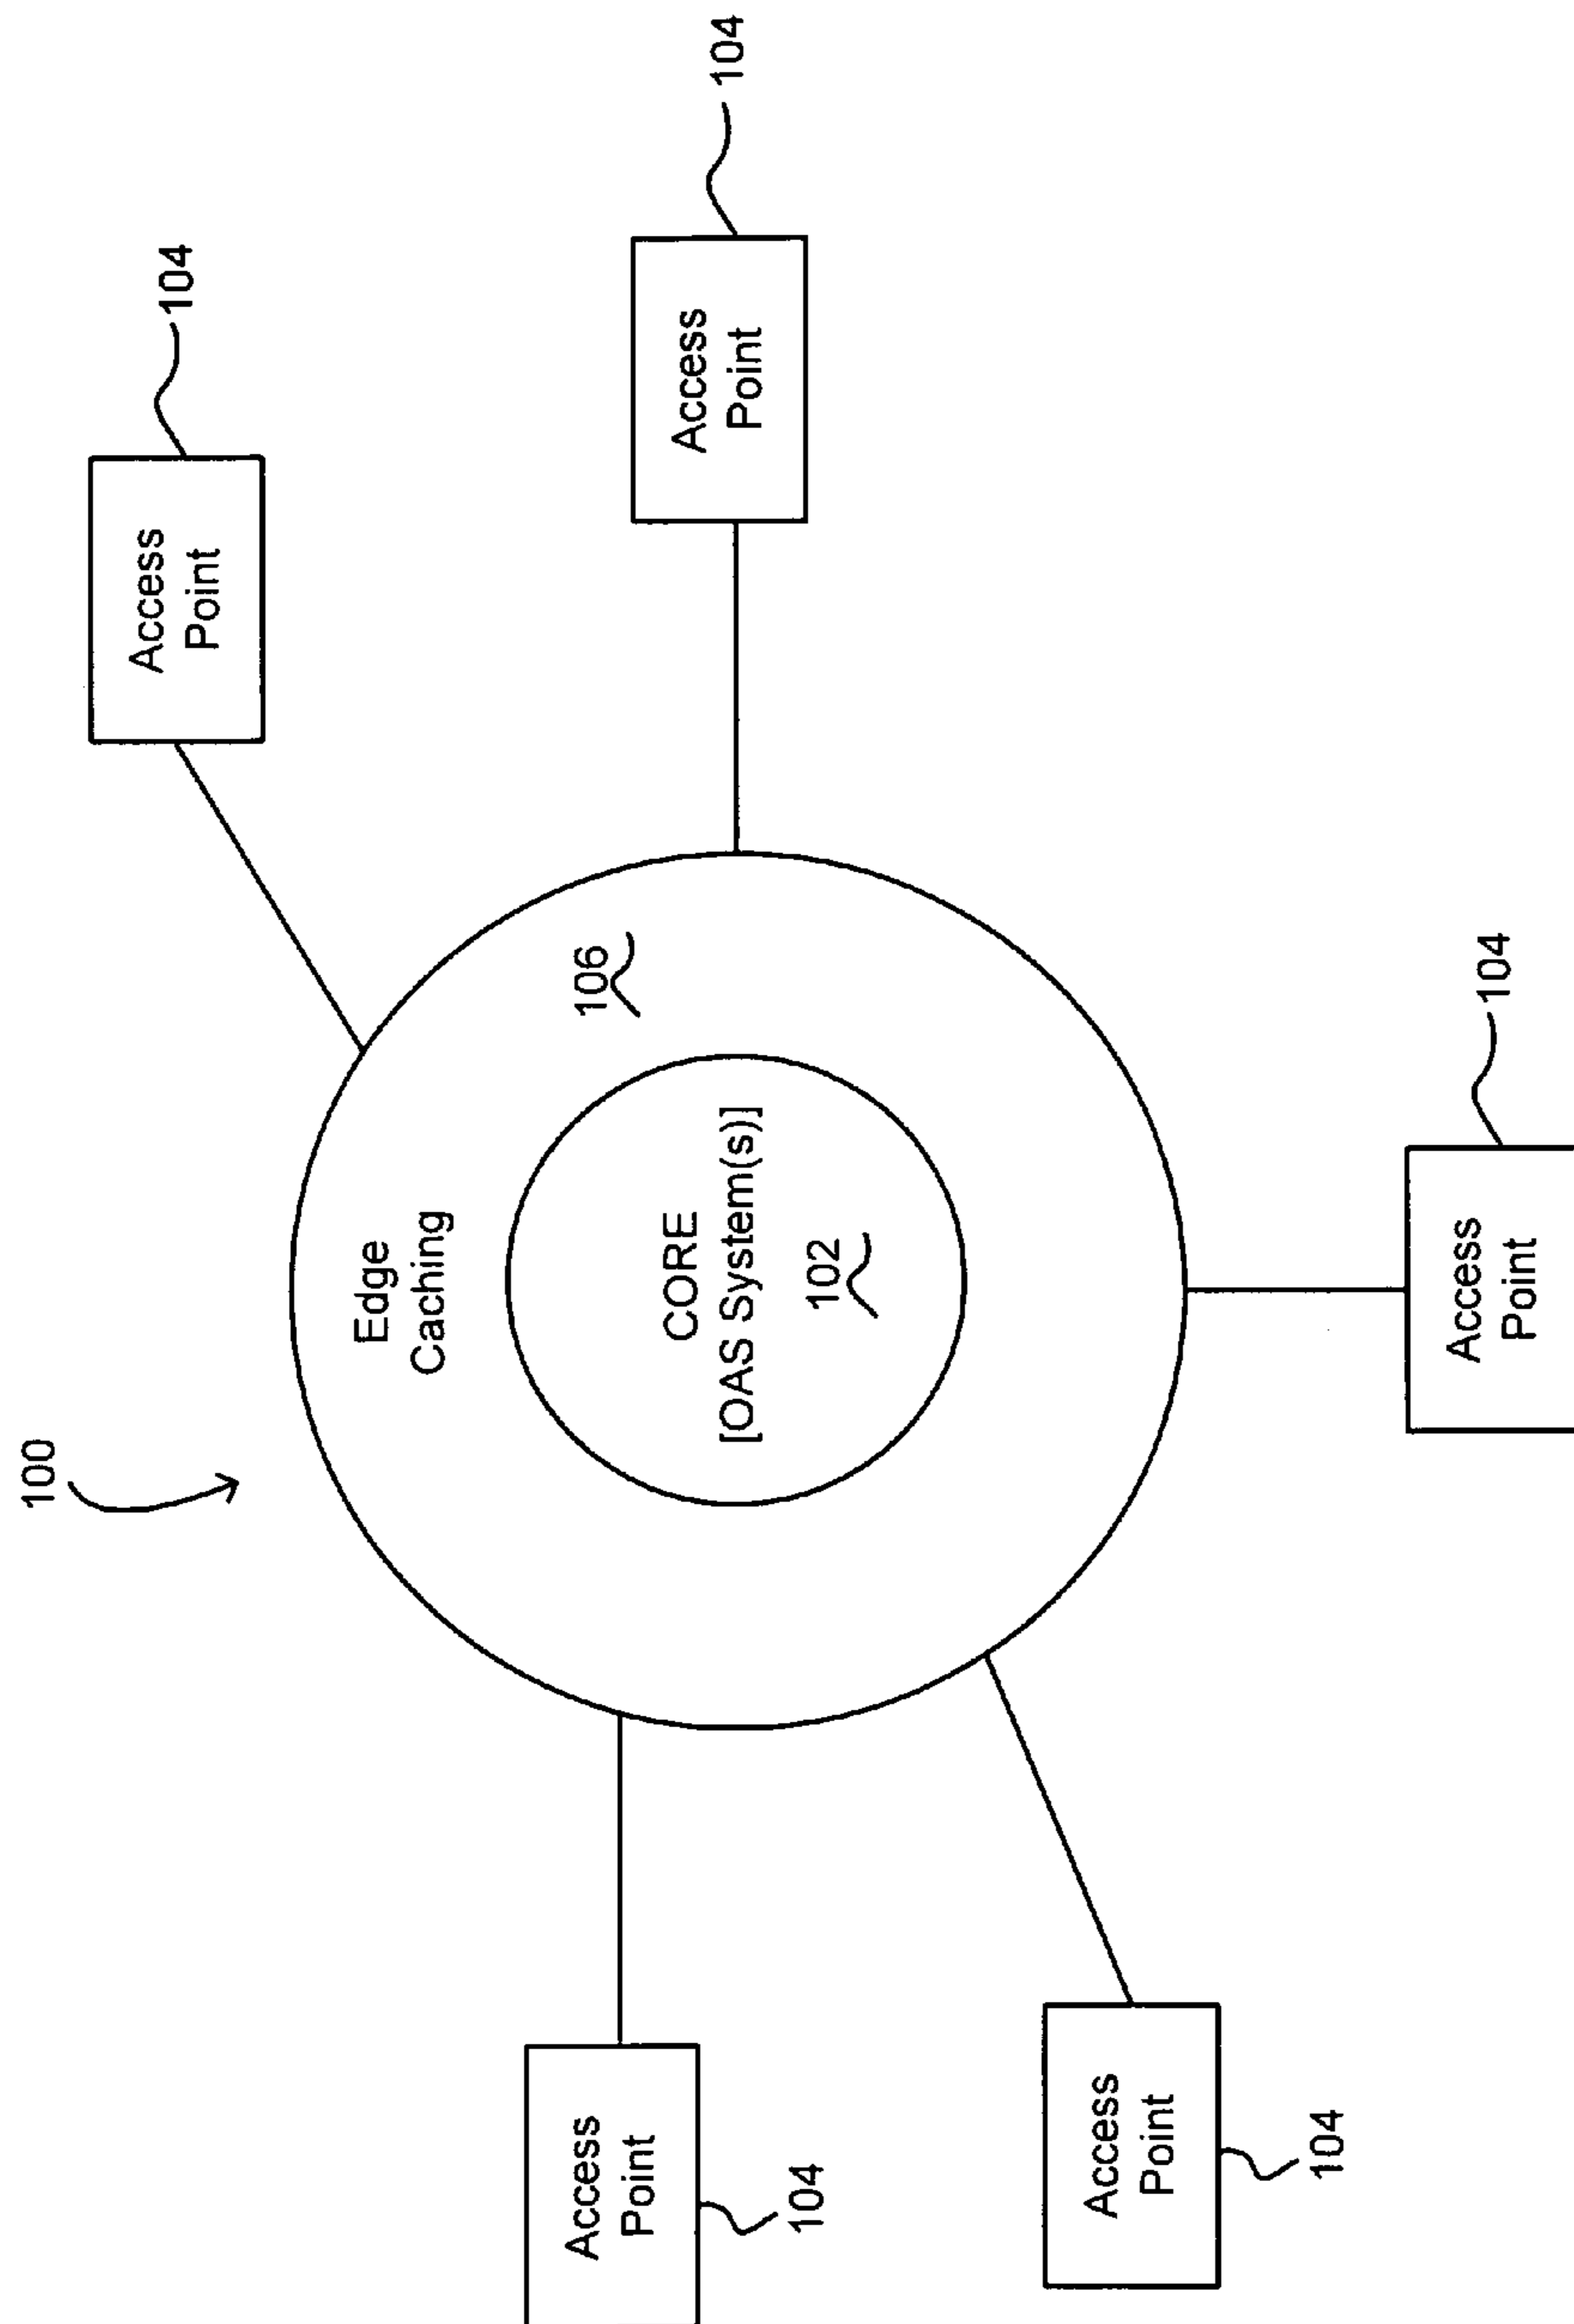 100
104
Access
Point
Edge
Caching
106
Access
Point
104
CORE
[OAS System(s)]
102
Access
Point
104
104
Access
Point
104
Access
Point
104